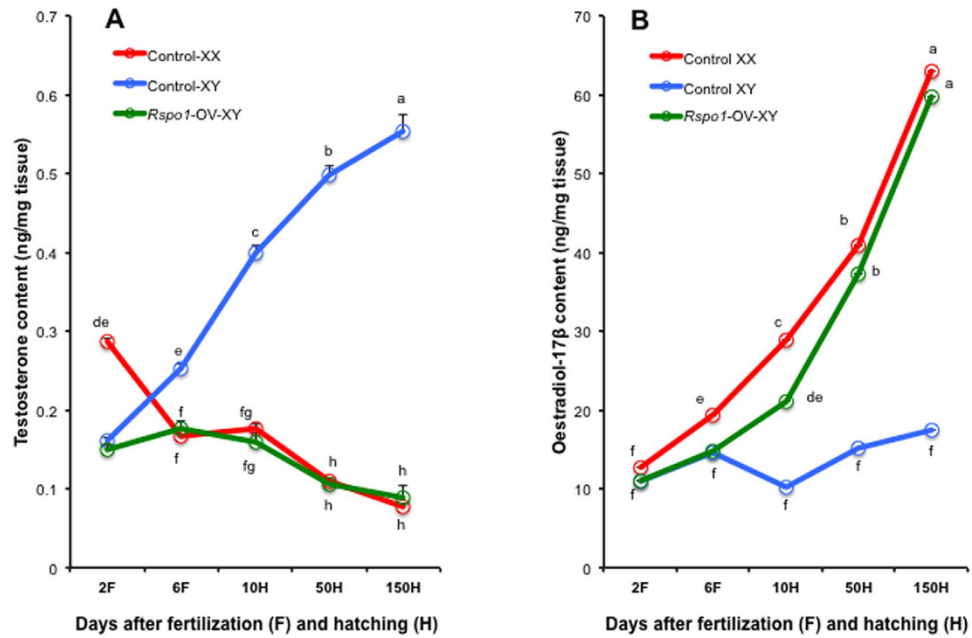 A
Control-XX
Control-XY
Rspo1-OV-XY
Testosterone content (ng/mg tissue)
0.7
0.6
0.5
0.4
0.3
0.2
0.1
0
de
e
f
f
c
fg
fg
b
h
h
a
h
h
2F 6F 10H 50H 150H
Days after fertilization (F) and hatching (H)
B
Control XX
Control XY
Rspo1-OV-XY
Oestradiol-17β content (ng/mg tissue)
70
60
50
40
30
20
10
0
f
f
e
f
c
de
f
b
b
f
a
a
f
2F 6F 10H 50H 150H
Days after fertilization (F) and hatching (H)